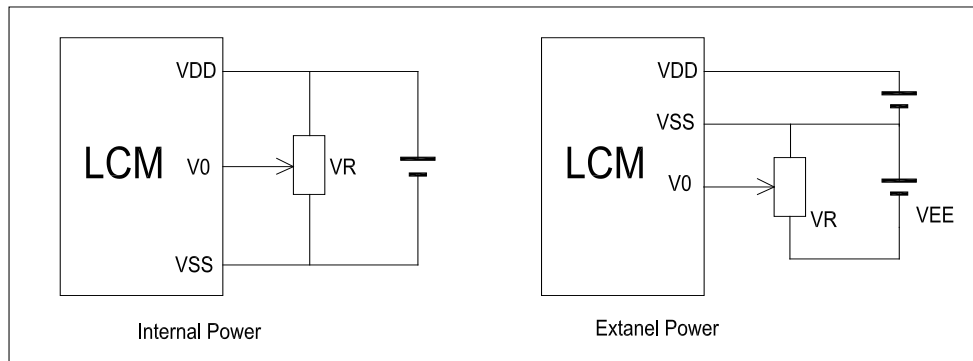 VDD
LCM
V0
VR
VSS
Internal Power
VDD
VSS
LCM
V0
VR
VEE
Extanel Power